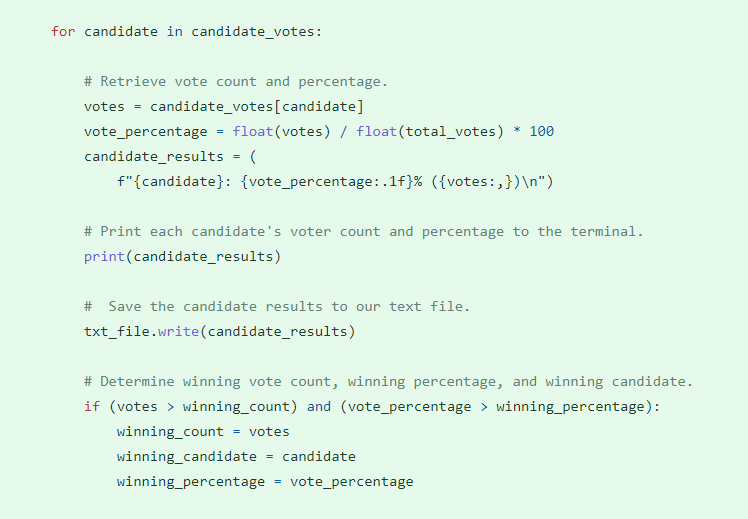 for candidate in candidate_votes:
# Retrieve vote count and percentage.
votes = candidate_votes[candidate]
vote_percentage = float(votes) / float(total_votes) * 100
candidate_results = (
f"{candidate}: {vote_percentage:.1f}% ({votes:,})\n")
# Print each candidate's voter count and percentage to the terminal.
print(candidate_results)
#  Save the candidate results to our text file.
txt_file.write(candidate_results)
# Determine winning vote count, winning percentage, and winning candidate.
if (votes > winning_count) and (vote_percentage > winning_percentage):
winning_count = votes
winning_candidate = candidate
winning_percentage = vote_percentage